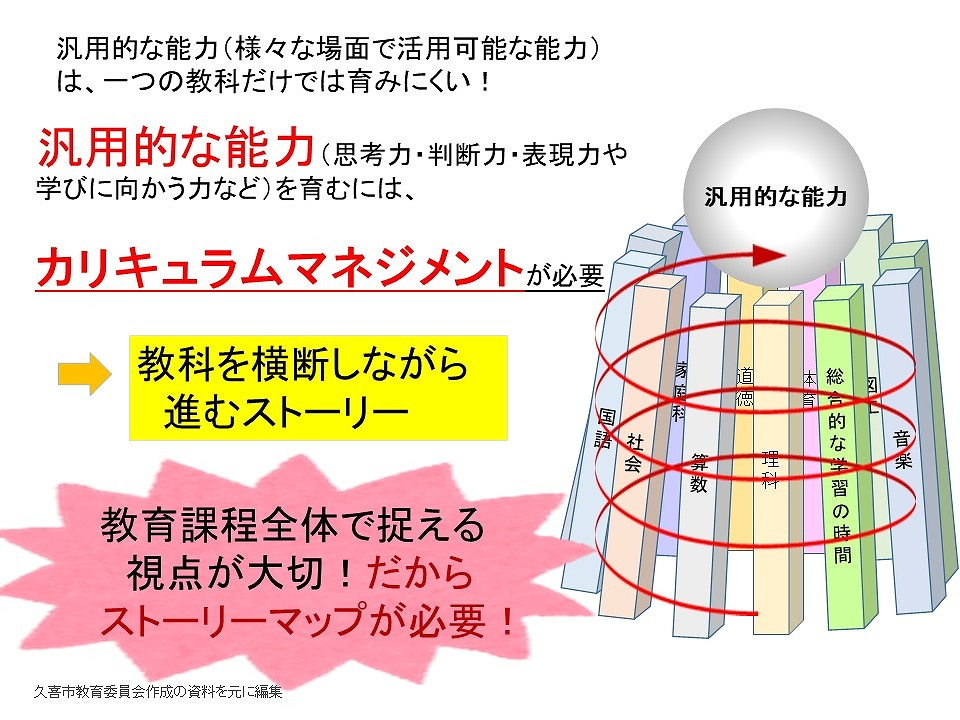 汎用的な能力（様々な場面で活用可能な能力）
は、一つの教科だけでは育みにくい！
汎用的な能力（思考力・判断力・表現力や
学びに向かう力など）を育むには、
カリキュラムマネジメントが必要
教科を横断しながら
進むストーリー
教育課程全体で捉える
視点が大切！だから
ストーリーマップが必要！
汎用的な能力
国語
社会
家庭科
算数
道徳
理科
体育
総合的な学習の時間
図工
音楽
久喜市教育委員会作成の資料を元に編集